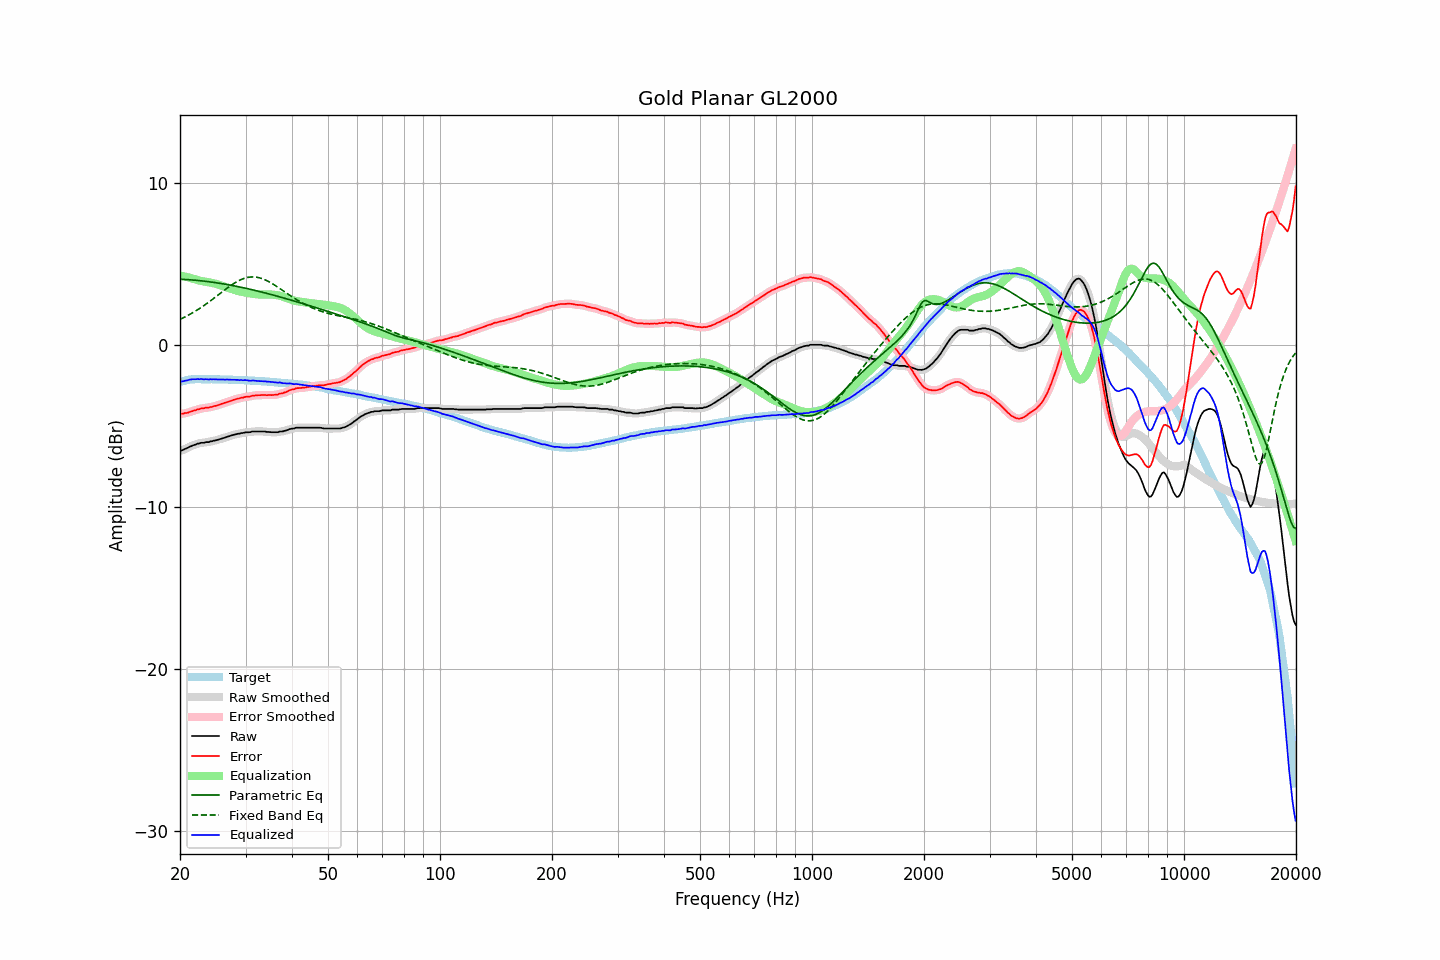 Gold Planar GL2000
Amplitude (dBr)
10
0
−10
−20
−30
Target
Raw Smoothed
Error Smoothed
Raw
Error
Equalization
Parametric Eq
Fixed Band Eq
Equalized
20 50 100 200 500 1000 2000 5000 10000 20000
Frequency (Hz)